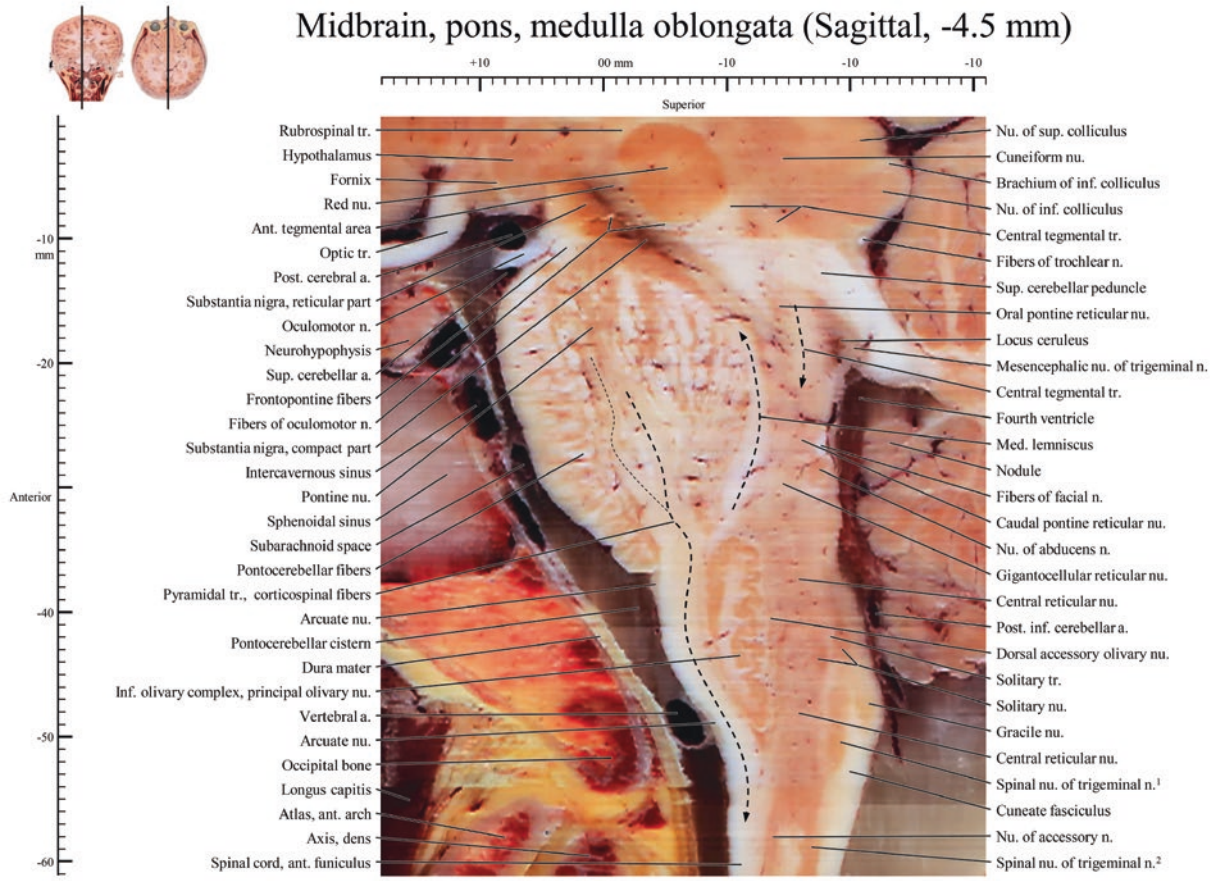 Midbrain, pons, medulla oblongata (Sagittal, -4.5 mm)
+10 00 mm -10 -10 -10
Superior
Rubrospinal tr.
Hypothalamus
Fornix
Red nu.
Ant. tegmental area
Optic tr.
Post. cerebral a.
Substantia nigra, reticular part
Oculomotor n.
Neurohypophysis
Sup. cerebellar a.
Frontopontine fibers
Fibers of oculomotor n.
Substantia nigra, compact part
Intercavernous sinus
Pontine nu.
Sphenoidal sinus
Subarachnoid space
Pontocerebellar fibers
Pyramidal tr., corticospinal fibers
Arcuate nu.
Pontocerebellar cistern
Dura mater
Inf. olivary complex, principal olivary nu.
Vertebral a.
Arcuate nu.
Occipital bone
Longus capitis
Atlas, ant. arch
Axis, dens
Spinal cord, ant. funiculus
-10
mm
-20
Anterior
-40
-50
-60
Nu. of sup. colliculus
Cuneiform nu.
Brachium of inf. colliculus
Nu. of inf. colliculus
Central tegmental tr.
Fibers of trochlear n.
Sup. cerebellar peduncle
Oral pontine reticular nu.
Locus ceruleus
Mesencephalic nu. of trigeminal n.
Central tegmental tr.
Fourth ventricle
Med. lemniscus
Nodule
Fibers of facial n.
Caudal pontine reticular nu.
Nu. of abducens n.
Gigantocellular reticular nu.
Central reticular nu.
Post. inf. cerebellar a.
Dorsal accessory olivary nu.
Solitary tr.
Solitary nu.
Gracile nu.
Central reticular nu.
Spinal nu. of trigeminal n.¹
Cuneate fasciculus
Nu. of accessory n.
Spinal nu. of trigeminal n.²